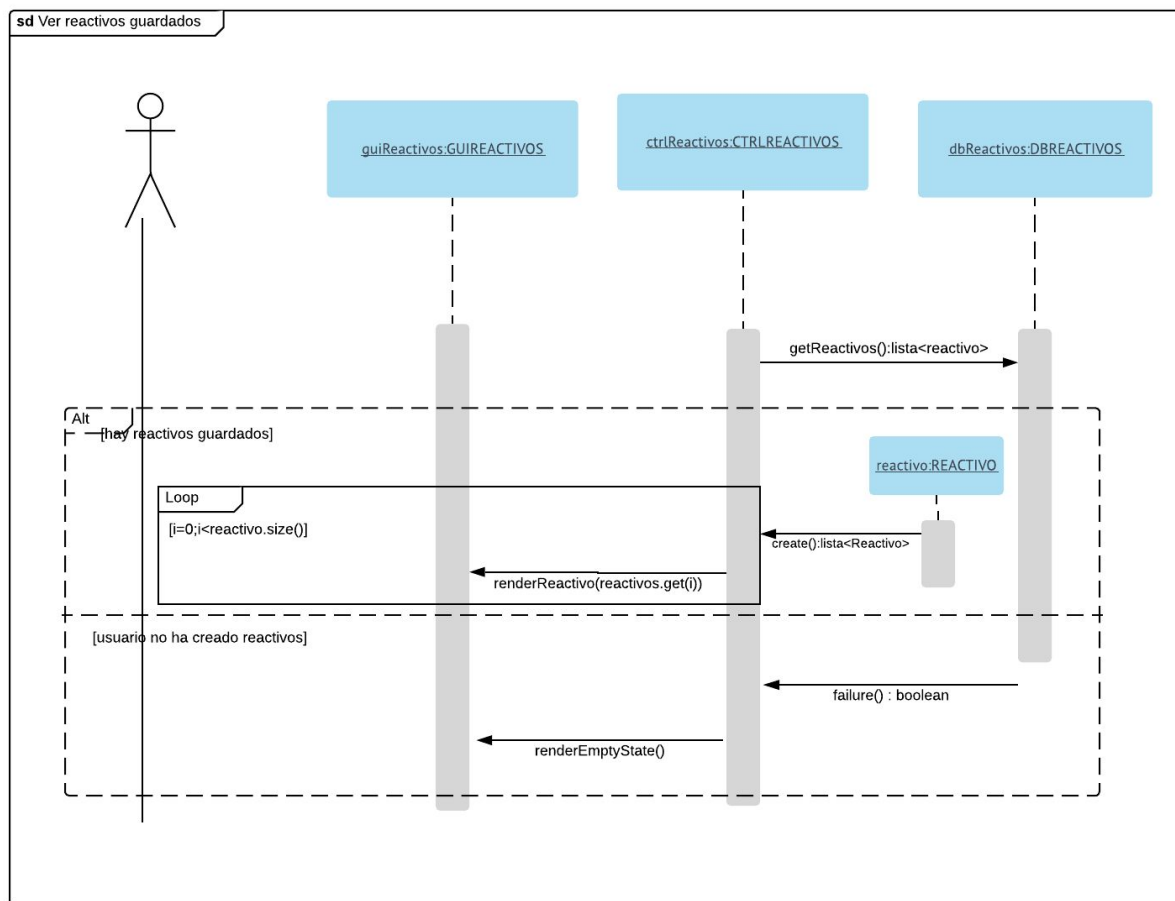 sd Ver reactivos guardados
guiReactivos:GUIREACTIVOS
ctrlReactivos:CTRLREACTIVOS
dbReactivos:DBREACTIVOS
getReactivos():lista<reactivo>
Alt
[hay reactivos guardados]
reactivo:REACTIVO
Loop
[i=0;i<reactivo.size()]
create():lista<Reactivo>
renderReactivo(reactivos.get(i))
[usuario no ha creado reactivos]
failure() : boolean
renderEmptyState()